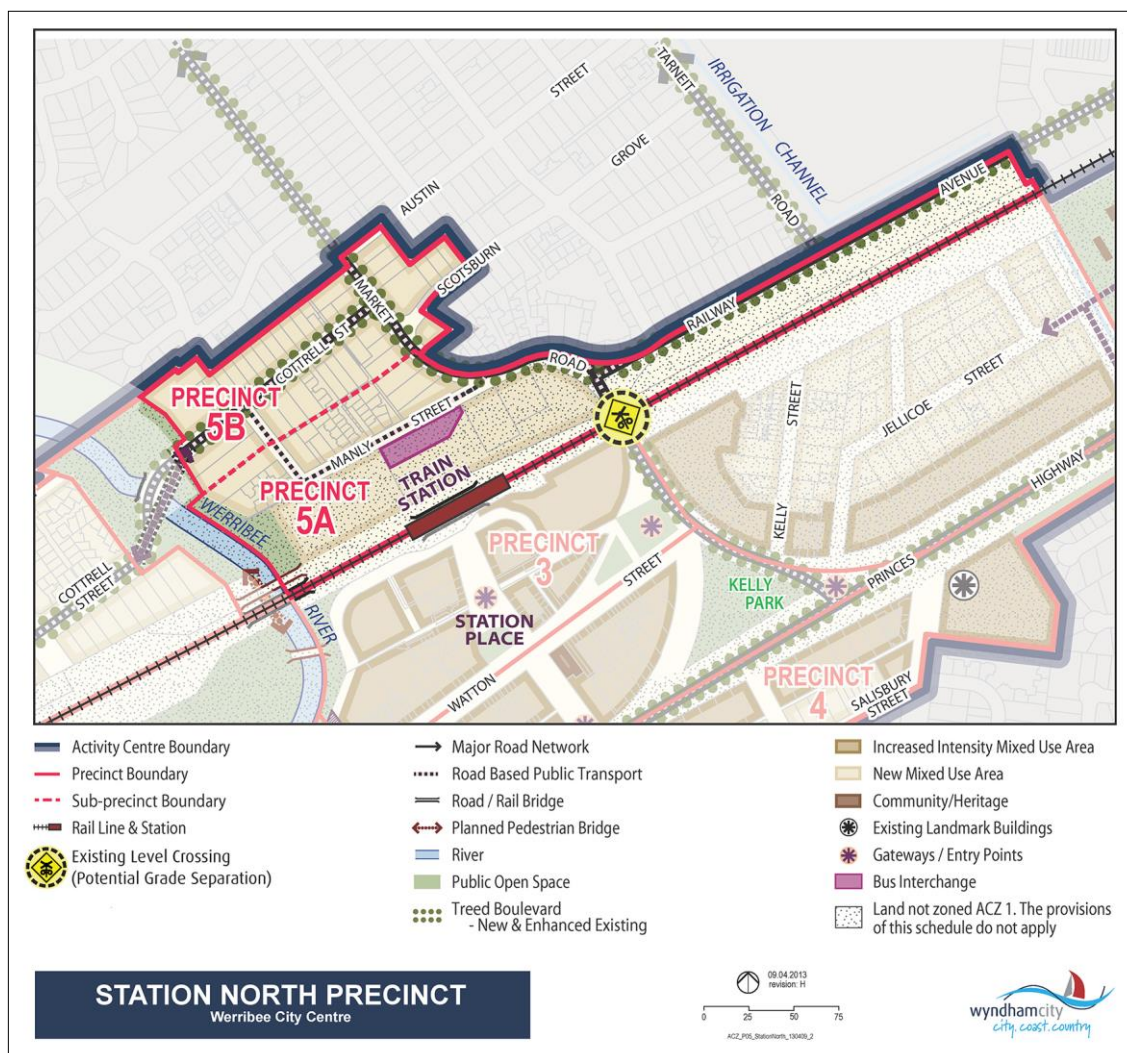 TARNEIT
IRRIGATION CHANNEL
STREET
GROVE
AUSTIN
ROAD
AVENUE
SCOTSBURN
MARKET
RAILWAY
COTTRELL ST
ROAD
PRECINCT
5B
MANLY STREET
STREET
JELLICOE STREET
TRAIN
STATION
PRECINCT
5A
HIGHWAY
WERRIBEE
PRECINCT
3
KELLY
STREET
PRINCES
COTTRELL
STREET
KELLY
PARK
RIVER
STATION
PLACE
WATTON
PRECINCT
4
SALISBURY
STREET
Activity Centre Boundary
Precinct Boundary
Sub-precinct Boundary
Rail Line & Station
Existing Level Crossing
(Potential Grade Separation)
Major Road Network
Road Based Public Transport
Road / Rail Bridge
Planned Pedestrian Bridge
River
Public Open Space
Treed Boulevard
- New & Enhanced Existing
Increased Intensity Mixed Use Area
New Mixed Use Area
Community/Heritage
Existing Landmark Buildings
Gateways / Entry Points
Bus Interchange
Land not zoned ACZ 1. The provisions
of this schedule do not apply
STATION NORTH PRECINCT
Werribee City Centre
09.04.2013
revision: H
0 25 50 75
ACZ_P05_StationNorth_130409_2
wyndhamcity
city. coast. country